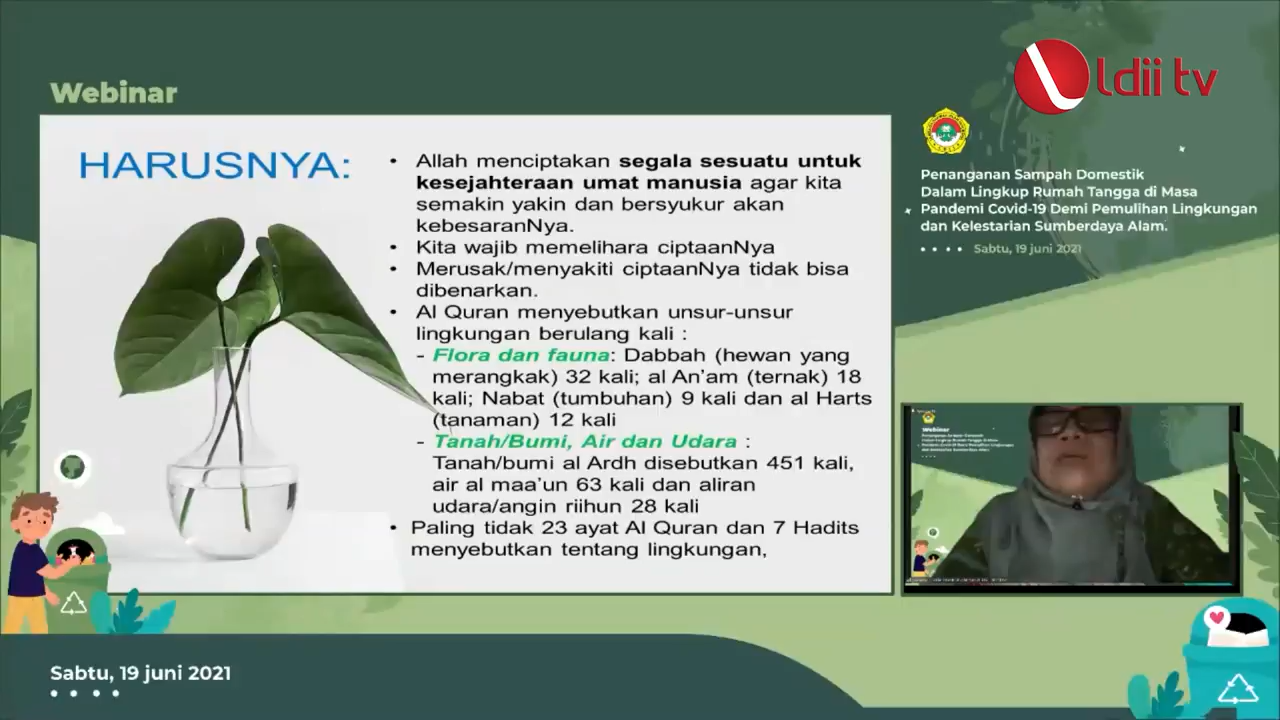 Webinar
ldii tv
HARUSNYA:
• Allah menciptakan segala sesuatu untuk
kesejahteraan umat manusia agar kita
semakin yakin dan bersyukur akan
kebesaranNya.
• Kita wajib memelihara ciptaanNya
• Merusak/menyakiti ciptaanNya tidak bisa
dibenarkan.
• Al Quran menyebutkan unsur-unsur
lingkungan berulang kali :
- Flora dan fauna: Dabbah (hewan yang
merangkak) 32 kali; al An'am (ternak) 18
kali; Nabat (tumbuhan) 9 kali dan al Harts
(tanaman) 12 kali
- Tanah/Bumi, Air dan Udara :
Tanah/bumi al Ardh disebutkan 451 kali,
air al maa'un 63 kali dan aliran
udara/angin riihun 28 kali
• Paling tidak 23 ayat Al Quran dan 7 Hadits
menyebutkan tentang lingkungan,
Penanganan Sampah Domestik
Dalam Lingkup Rumah Tangga di Masa
Pandemi Covid-19 Demi Pemulihan Lingkungan
dan Kelestarian Sumberdaya Alam.
Sabtu, 19 juni 2021
Webinar
Sabtu, 19 juni 2021